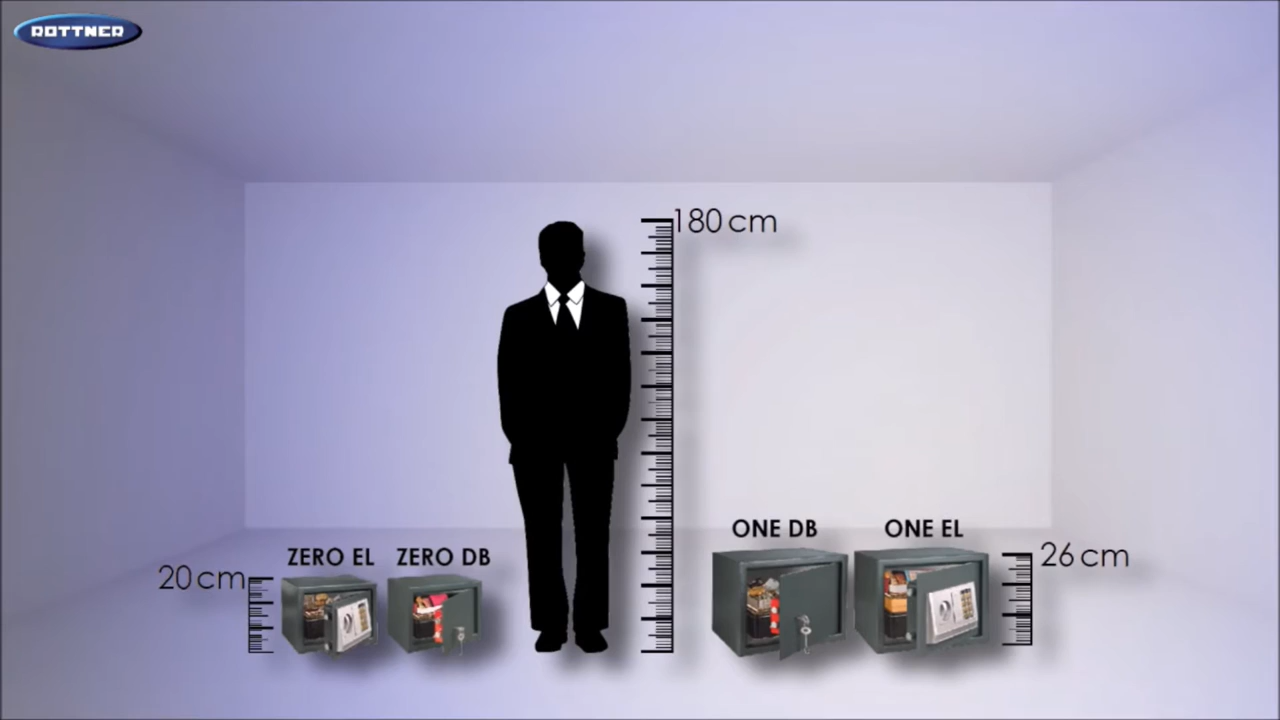 ROTTNER
180 cm
ONE DB
ONE EL
ZERO EL
ZERO DB
26 cm
20 cm